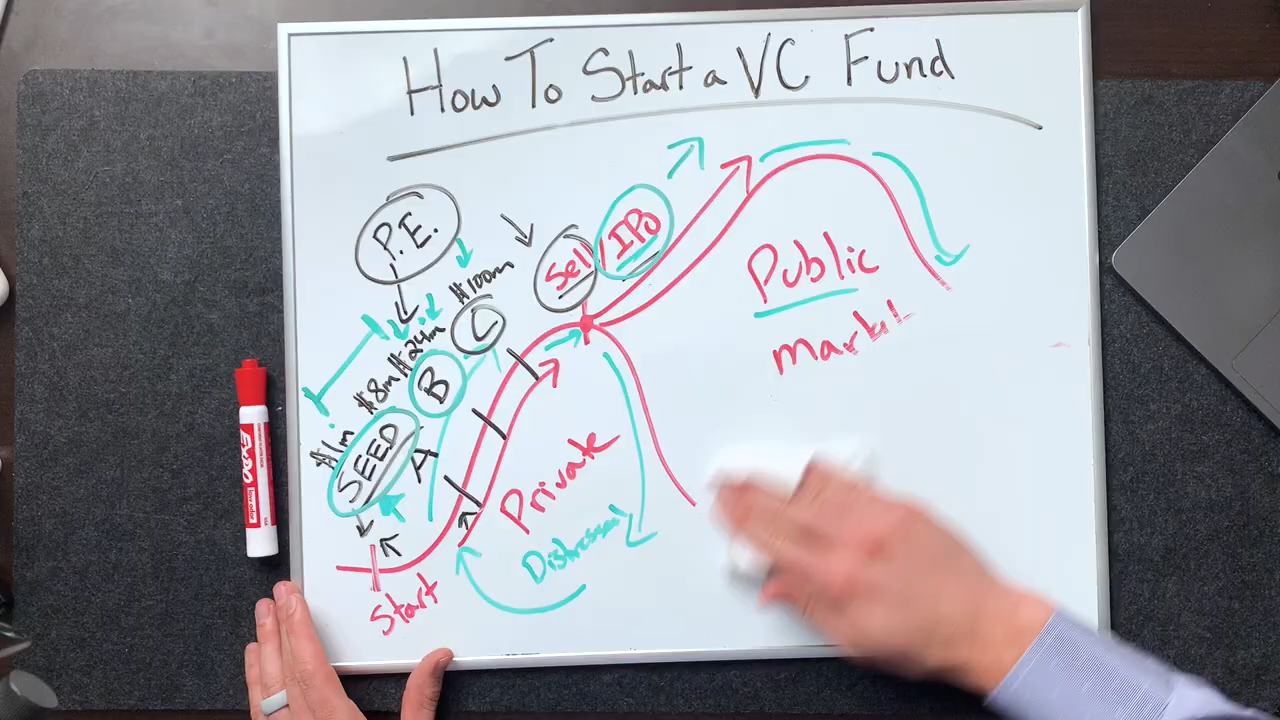 How To Start a VC Fund
P.E.
Sell / IPO
$100m
$24m
$8m
$1m
C
B
A
SEED
Public
Market
Private
Distressed
Start
EXPO